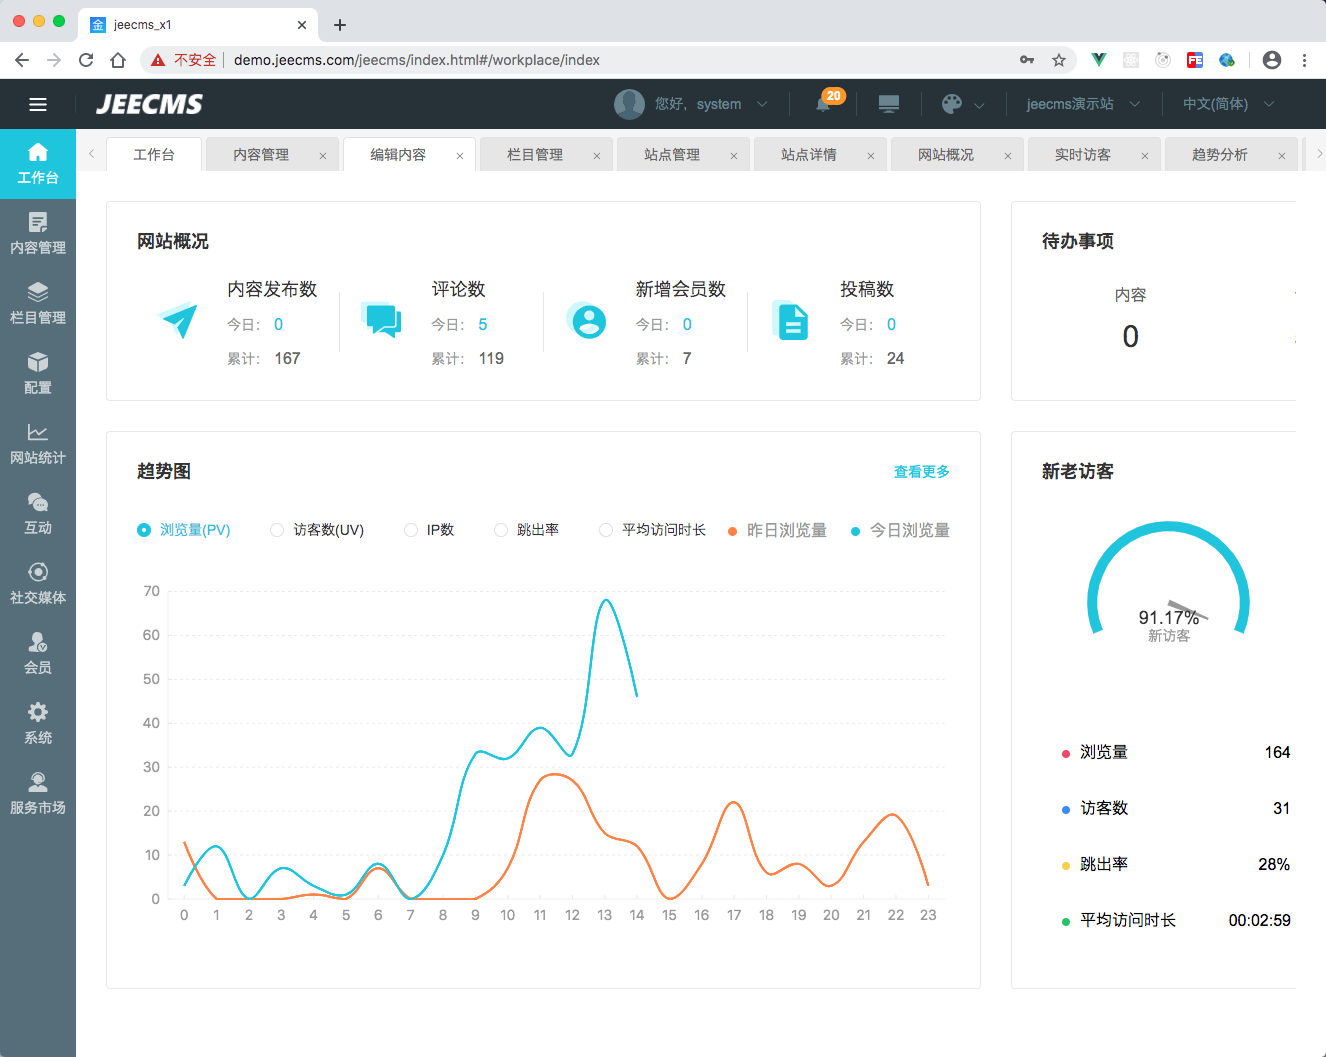 金 jeecms_x1
不安全 demo.jeecms.com/jeecms/index.html#/workplace/index FE
JEECMS 您好，system 20 jeecms演示站 中文(简体)
工作台 内容管理 编辑内容 栏目管理 站点管理 站点详情 网站概况 实时访客 趋势分析
工作台
内容管理
栏目管理
配置
网站统计
互动
社交媒体
会员
系统
服务市场
网站概况
内容发布数 评论数 新增会员数 投稿数
今日： 0 今日： 5 今日： 0 今日： 0
累计： 167 累计： 119 累计： 7 累计： 24
待办事项
内容
0
趋势图 查看更多
浏览量(PV) 访客数(UV) IP数 跳出率 平均访问时长 昨日浏览量 今日浏览量
70
60
50
40
30
20
10
0
0 1 2 3 4 5 6 7 8 9 10 11 12 13 14 15 16 17 18 19 20 21 22 23
新老访客
91.17%
新访客
浏览量 164
访客数 31
跳出率 28%
平均访问时长 00:02:59